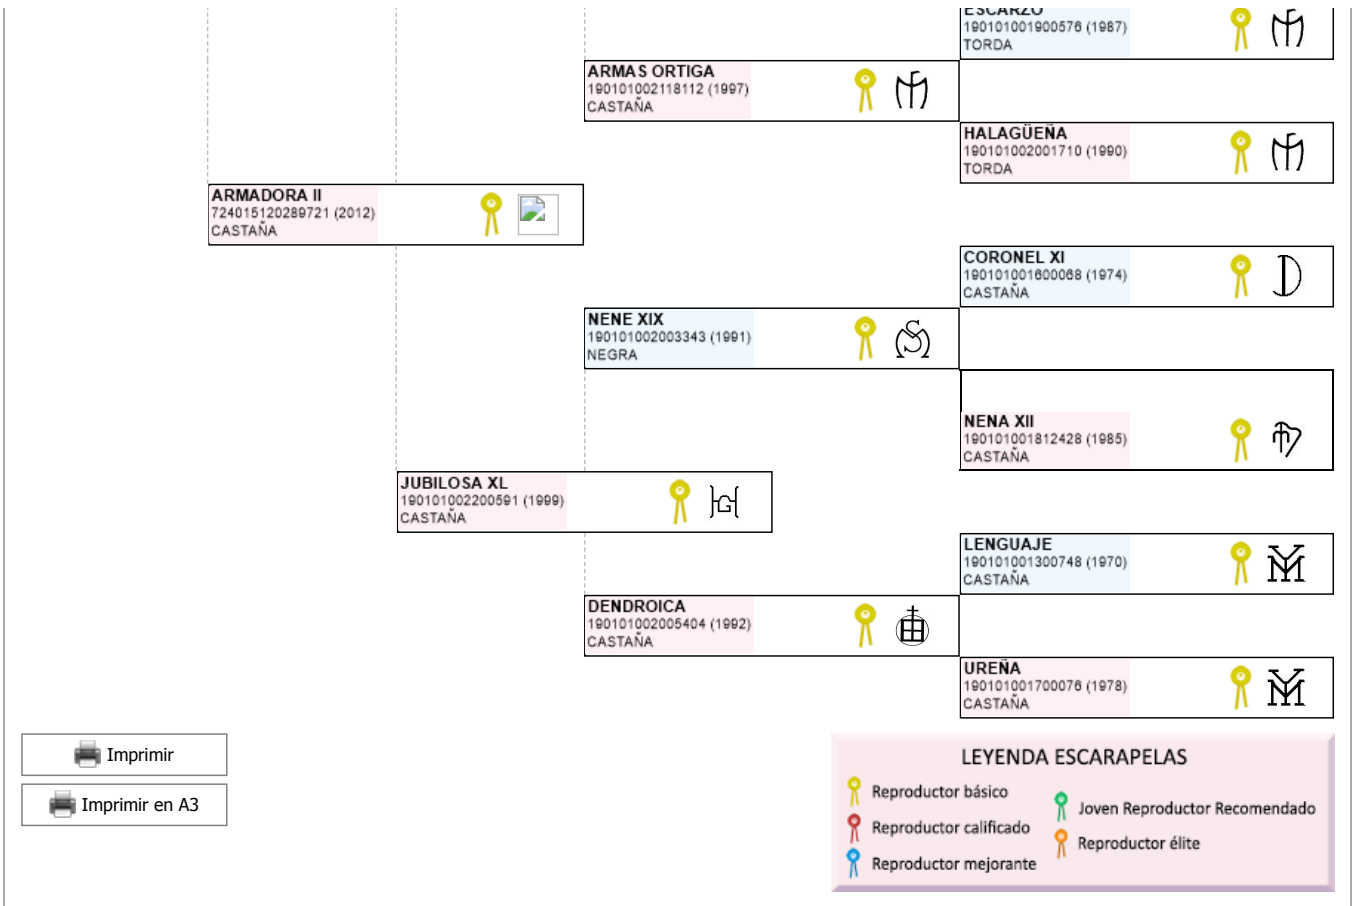 ESCARZO
190101001900576 (1987)
TORDA
ARMAS ORTIGA
190101002118112 (1997)
CASTAÑA
HALAGÜEÑA
190101002001710 (1990)
TORDA
ARMADORA II
724015120289721 (2012)
CASTAÑA
CORONEL XI
190101001600068 (1974)
CASTAÑA
NENE XIX
190101002003343 (1991)
NEGRA
NENA XII
190101001812428 (1985)
CASTAÑA
JUBILOSA XL
190101002200591 (1999)
CASTAÑA
LENGUAJE
190101001300748 (1970)
CASTAÑA
DENDROICA
190101002005404 (1992)
CASTAÑA
UREÑA
190101001700076 (1978)
CASTAÑA
Imprimir
Imprimir en A3
LEYENDA ESCARAPELAS
Reproductor básico
Reproductor calificado
Reproductor mejorante
Joven Reproductor Recomendado
Reproductor élite